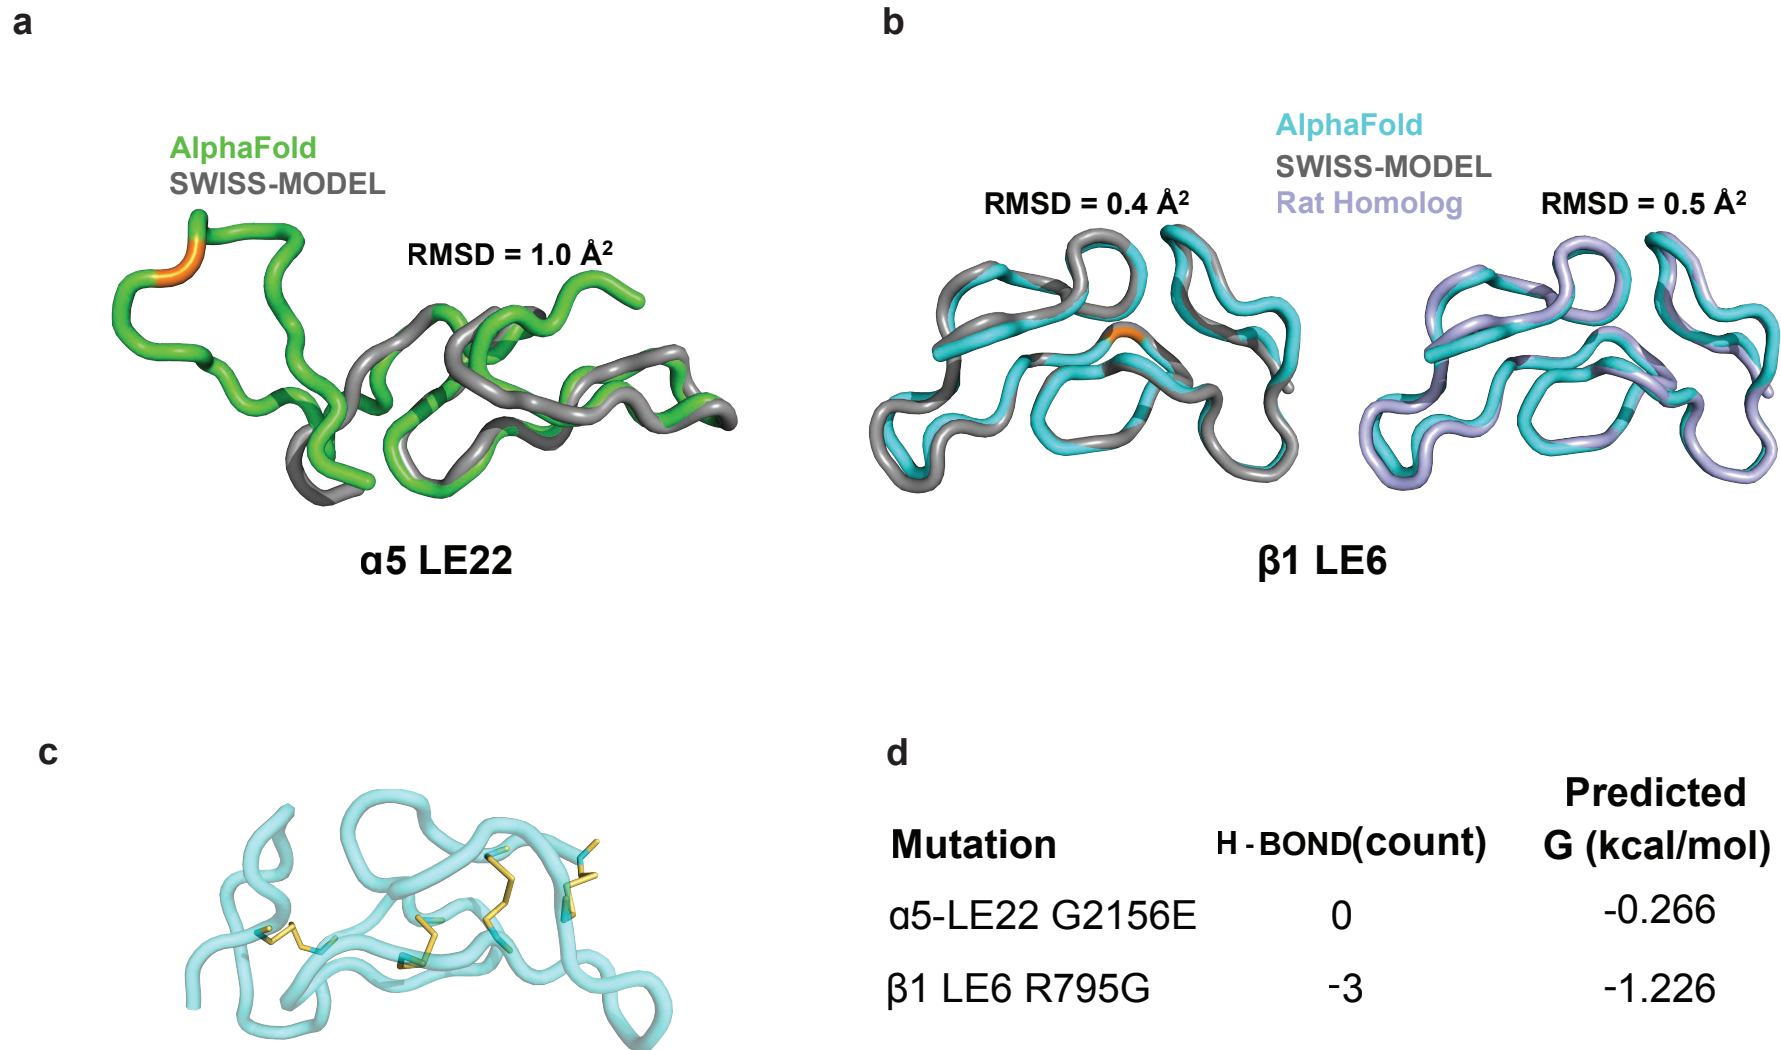 a
AlphaFold
SWISS-MODEL
RMSD = 1.0 Å²
ɑ5 LE22
b
AlphaFold
SWISS-MODEL
Rat Homolog
RMSD = 0.4 Å²
RMSD = 0.5 Å²
β1 LE6
c
d
Mutation H-BOND(count) Predicted G (kcal/mol)
ɑ5-LE22 G2156E 0 -0.266
β1 LE6 R795G -3 -1.226